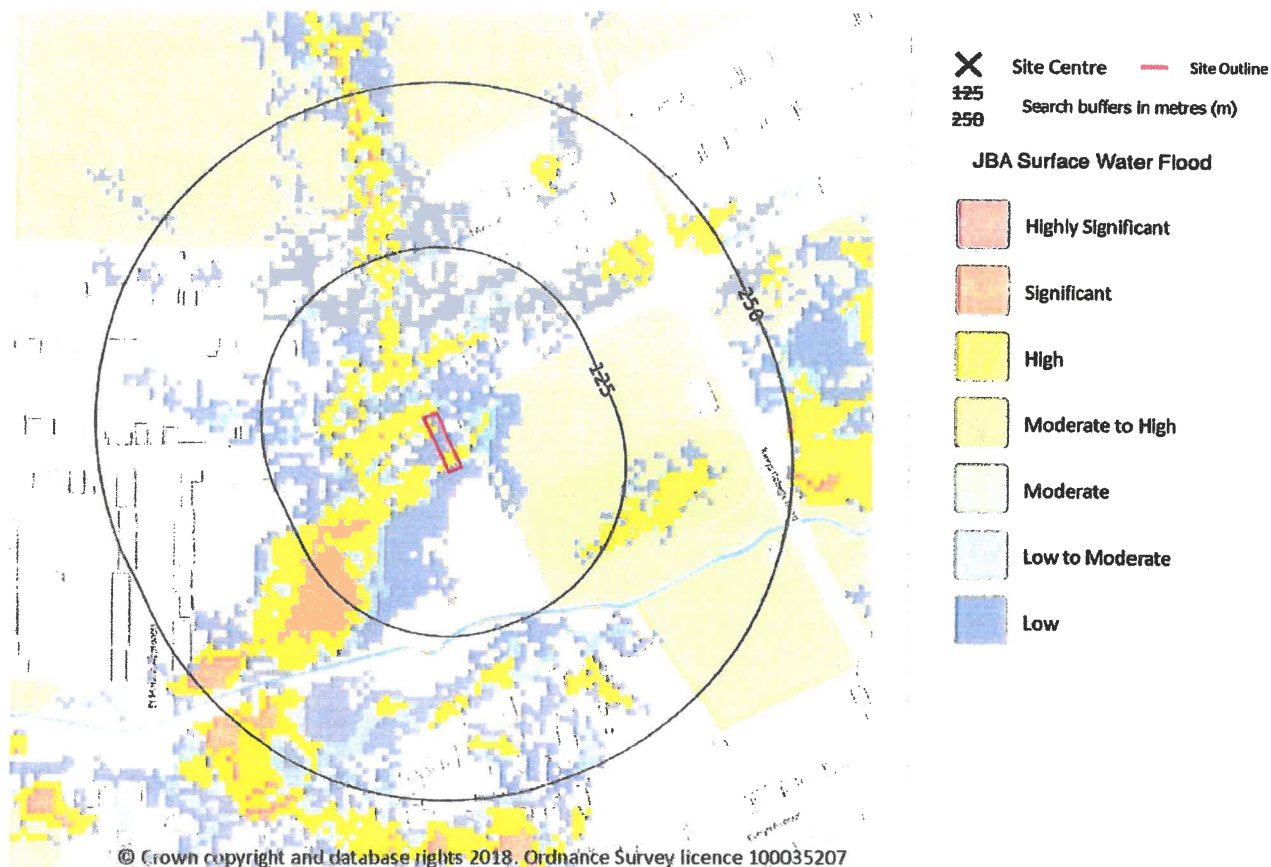 Site Centre
Site Outline
125
250
Search buffers in metres (m)
JBA Surface Water Flood
Highly Significant
Significant
High
Moderate to High
Moderate
Low to Moderate
Low
250
125
© Crown copyright and database rights 2018. Ordnance Survey licence 100035207